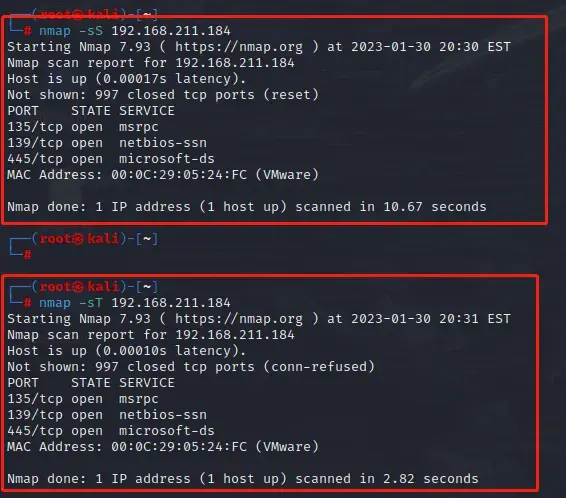 ┌──(root㉿kali)-[~]
└─# nmap -sS 192.168.211.184
Starting Nmap 7.93 ( https://nmap.org ) at 2023-01-30 20:30 EST
Nmap scan report for 192.168.211.184
Host is up (0.00017s latency).
Not shown: 997 closed tcp ports (reset)
PORT    STATE SERVICE
135/tcp open  msrpc
139/tcp open  netbios-ssn
445/tcp open  microsoft-ds
MAC Address: 00:0C:29:05:24:FC (VMware)
Nmap done: 1 IP address (1 host up) scanned in 10.67 seconds
┌──(root㉿kali)-[~]
└─#
┌──(root㉿kali)-[~]
└─# nmap -sT 192.168.211.184
Starting Nmap 7.93 ( https://nmap.org ) at 2023-01-30 20:31 EST
Nmap scan report for 192.168.211.184
Host is up (0.00010s latency).
Not shown: 997 closed tcp ports (conn-refused)
PORT    STATE SERVICE
135/tcp open  msrpc
139/tcp open  netbios-ssn
445/tcp open  microsoft-ds
MAC Address: 00:0C:29:05:24:FC (VMware)
Nmap done: 1 IP address (1 host up) scanned in 2.82 seconds